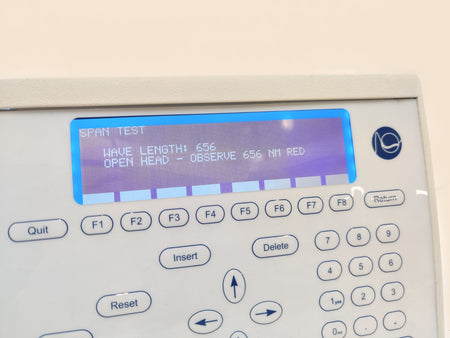 SPAN TEST
WAVE LENGTH: 656
OPEN HEAD - OBSERVE 656 NM RED
Quit
F1 F2 F3 F4 F5 F6 F7 F8 Return
Insert
Delete
7 8 9
4 5 6
Reset
1 2 3
0 . -